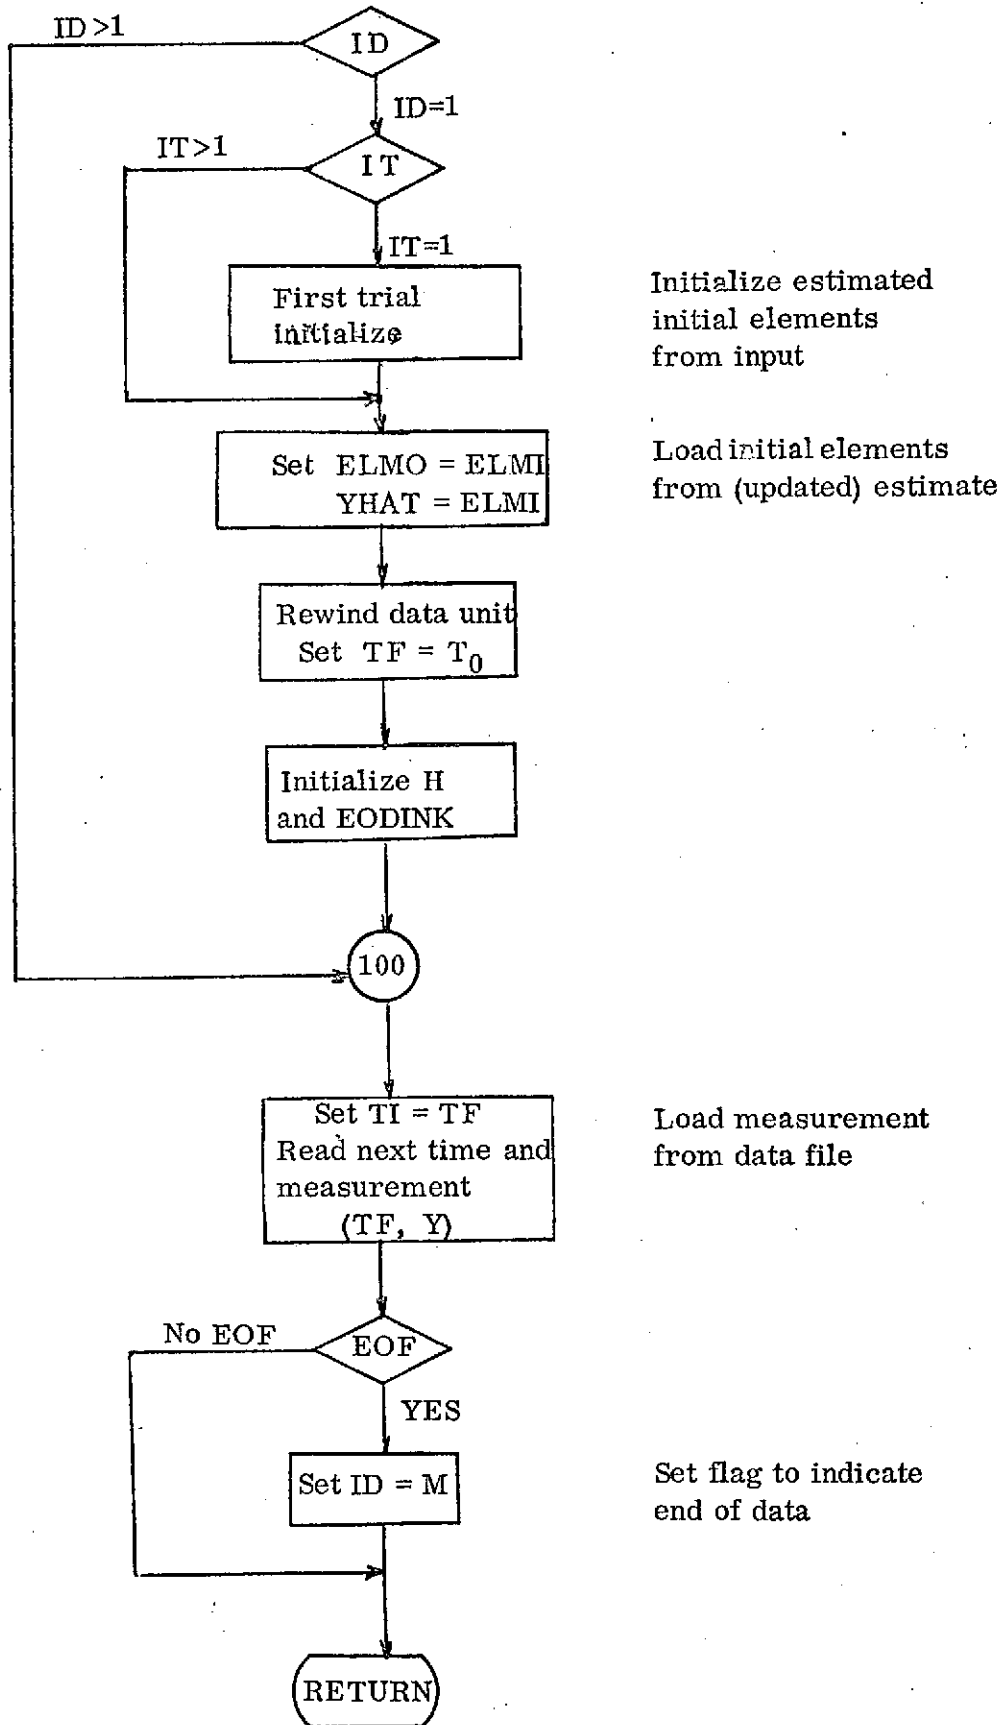 ID>1
ID
ID=1
IT>1
IT
IT=1
First trial
initialize
Initialize estimated
initial elements
from input
Set ELMO = ELMI
YHAT = ELMI
Load initial elements
from (updated) estimate
Rewind data unit
Set TF = T0
Initialize H
and EODINK
100
Set TI = TF
Read next time and
measurement
(TF, Y)
Load measurement
from data file
No EOF
EOF
YES
Set ID = M
Set flag to indicate
end of data
RETURN